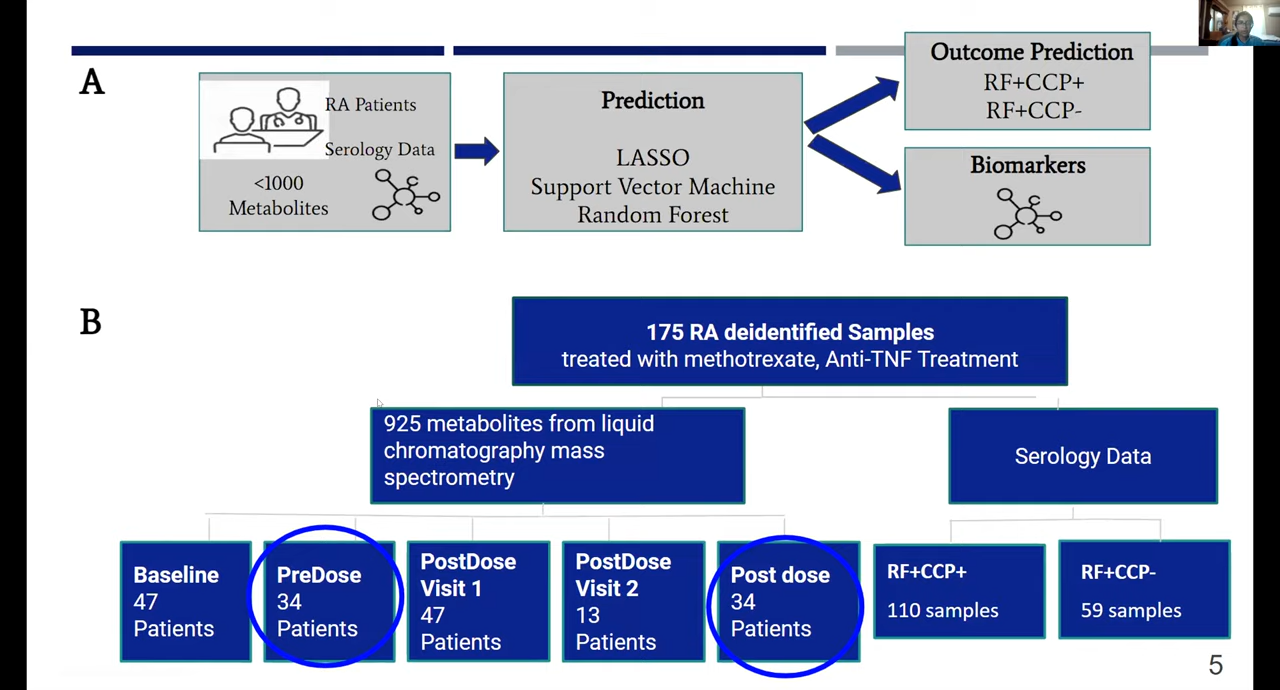 A
RA Patients
Serology Data
<1000
Metabolites
Prediction
LASSO
Support Vector Machine
Random Forest
Outcome Prediction
RF+CCP+
RF+CCP-
Biomarkers
B
175 RA deidentified Samples
treated with methotrexate, Anti-TNF Treatment
925 metabolites from liquid
chromatography mass
spectrometry
Serology Data
Baseline
47
Patients
PreDose
34
Patients
PostDose
Visit 1
47
Patients
PostDose
Visit 2
13
Patients
Post dose
34
Patients
RF+CCP+
110 samples
RF+CCP-
59 samples
5